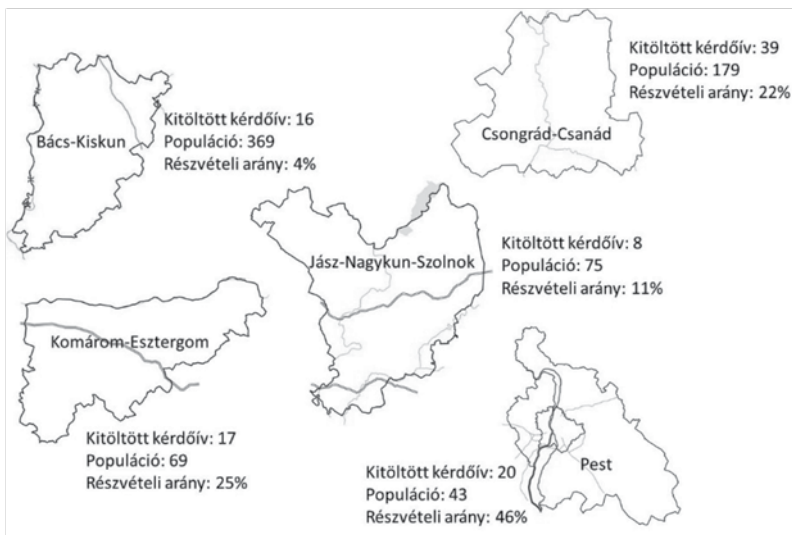 Bács-Kiskun
Kitöltött kérdőív: 16
Populáció: 369
Részvételi arány: 4%
Csongrád-Csanád
Kitöltött kérdőív: 39
Populáció: 179
Részvételi arány: 22%
Jász-Nagykun-Szolnok
Kitöltött kérdőív: 8
Populáció: 75
Részvételi arány: 11%
Komárom-Esztergom
Kitöltött kérdőív: 17
Populáció: 69
Részvételi arány: 25%
Pest
Kitöltött kérdőív: 20
Populáció: 43
Részvételi arány: 46%